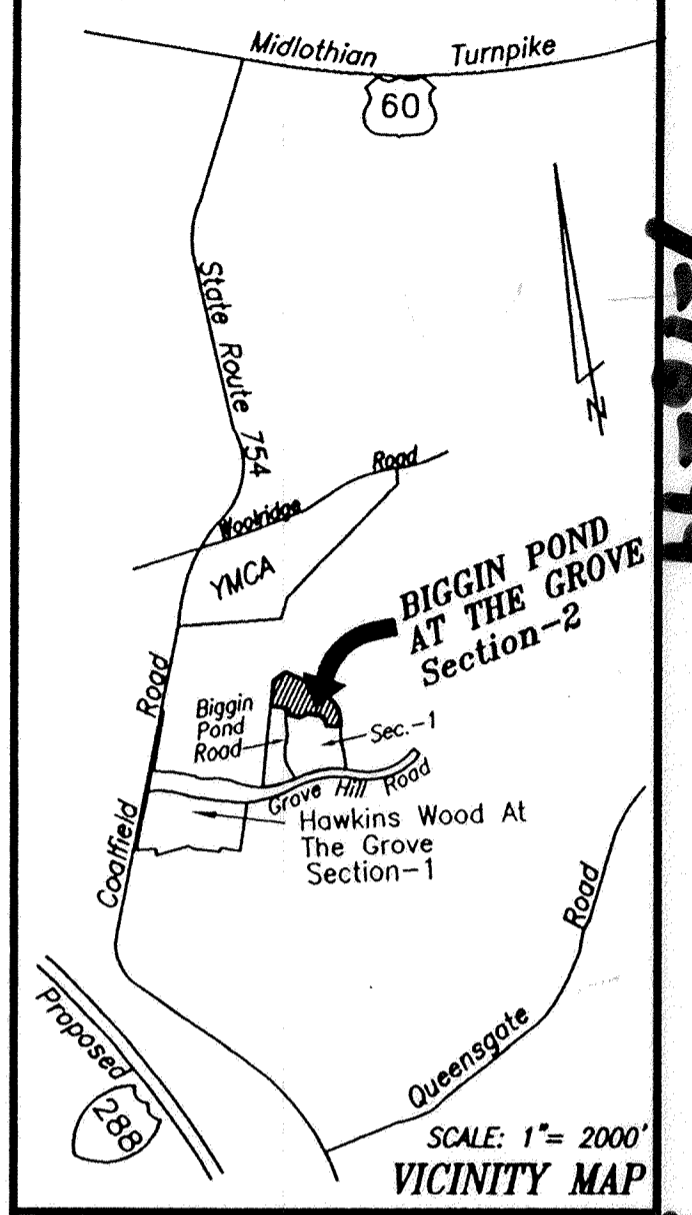 Midlothian Turnpike
60
State Route 754
N
Woolridge Road
YMCA
BIGGIN POND
AT THE GROVE
Section-2
Coalfield Road
Biggin
Pond
Road
Sec.-1
Grove Hill Road
Hawkins Wood At
The Grove
Section-1
Proposed
288
Queensgate Road
SCALE: 1"= 2000'
VICINITY MAP